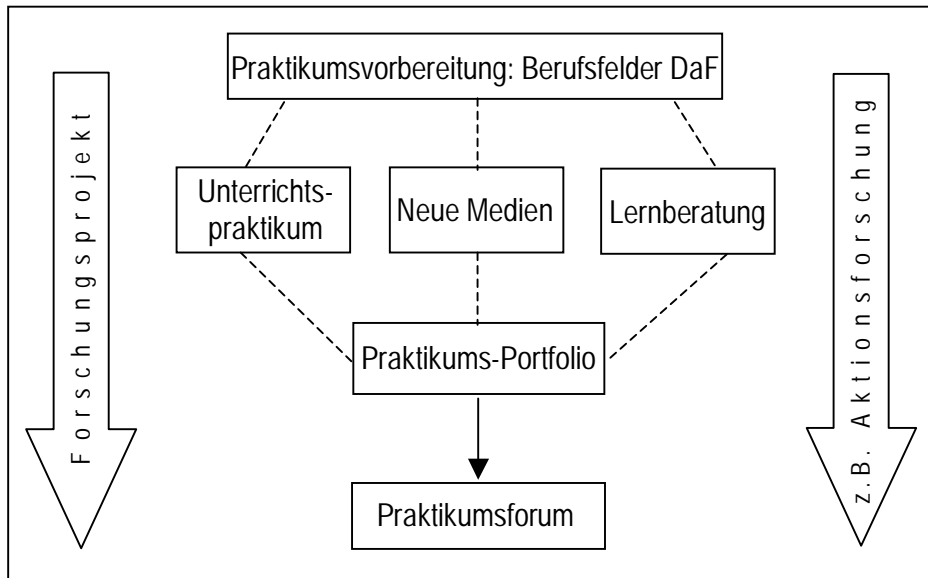 Praktikumsvorbereitung: Berufsfelder DaF
Forschungsprojekt
Unterrichts-
praktikum
Neue Medien
Lernberatung
z.B. Aktionsforschung
Praktikums-Portfolio
Praktikumsforum